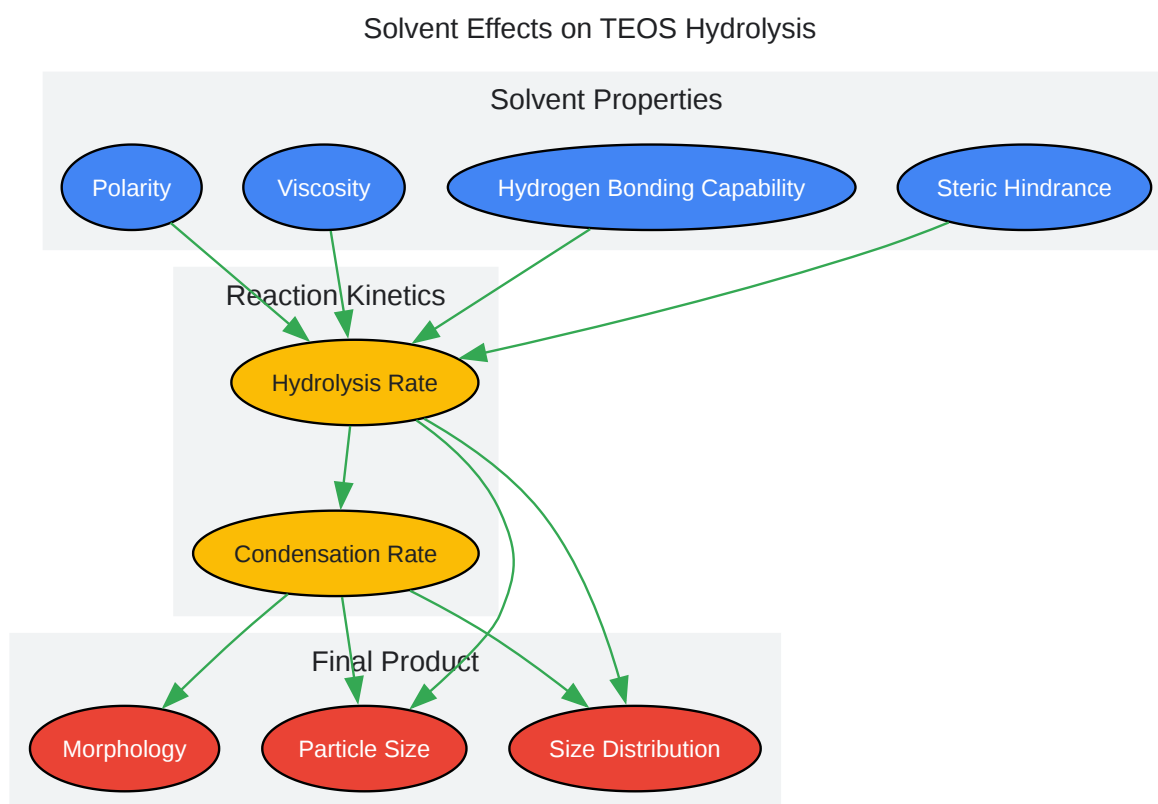 Solvent Effects on TEOS Hydrolysis
Solvent Properties
Polarity
Viscosity
Hydrogen Bonding Capability
Steric Hindrance
Reaction Kinetics
Hydrolysis Rate
Condensation Rate
Final Product
Morphology
Particle Size
Size Distribution